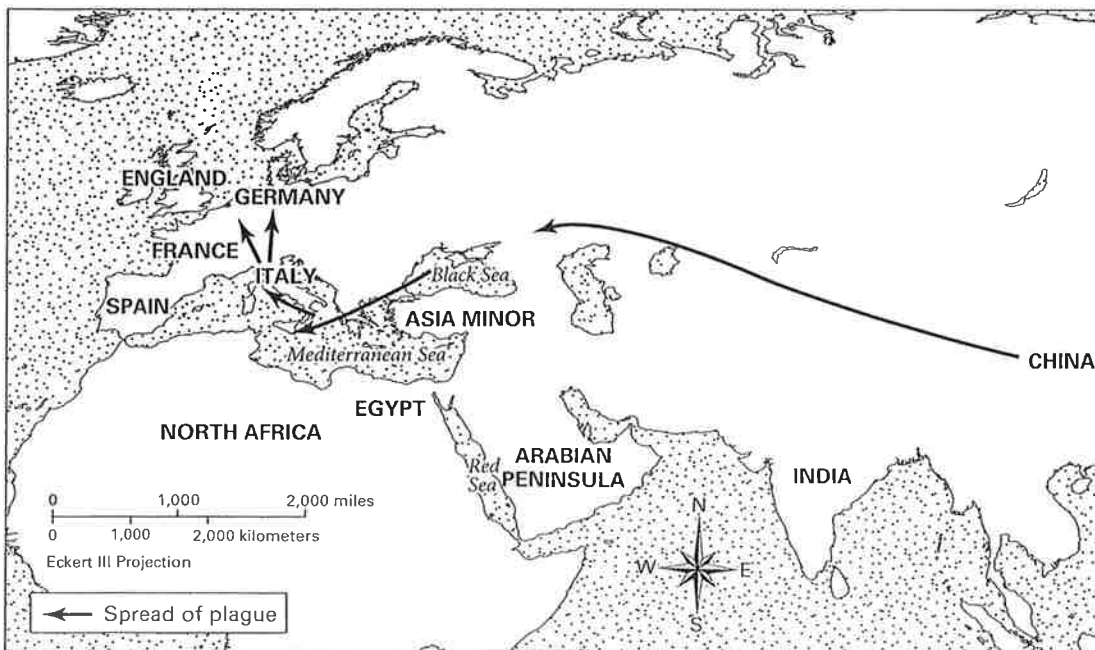 ENGLAND
GERMANY
FRANCE
ITALY
Black Sea
SPAIN
ASIA MINOR
Mediterranean Sea
CHINA
EGYPT
NORTH AFRICA
Red
Sea
ARABIAN
PENINSULA
INDIA
0 1,000 2,000 miles
0 1,000 2,000 kilometers
Eckert III Projection
N
W E
S
Spread of plague